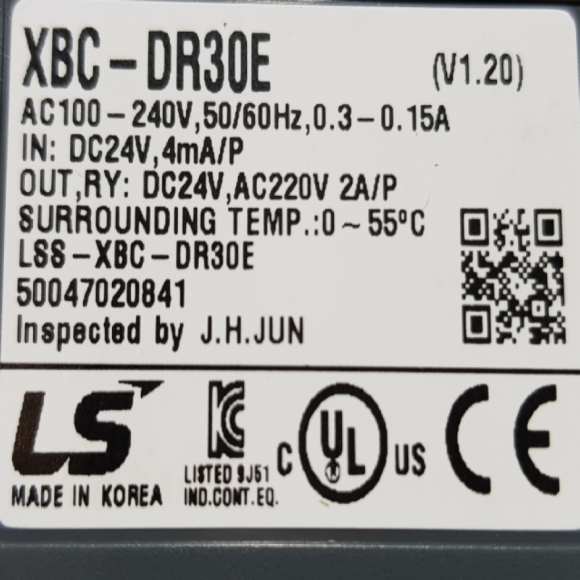 XBC-DR30E (V1.20)
AC100-240V,50/60Hz,0.3-0.15A
IN: DC24V,4mA/P
OUT,RY: DC24V,AC220V 2A/P
SURROUNDING TEMP.:0~55ºC
LSS-XBC-DR30E
50047020841
Inspected by J.H.JUN
LS
MADE IN KOREA
KC
LISTED 9J51
IND.CONT.EQ.
C UL US
CE